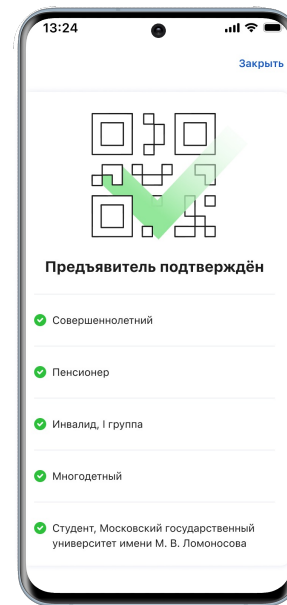 13:24
Закрыть
Предъявитель подтверждён
Совершеннолетний
Пенсионер
Инвалид, I группа
Многодетный
Студент, Московский государственный
университет имени М. В. Ломоносова